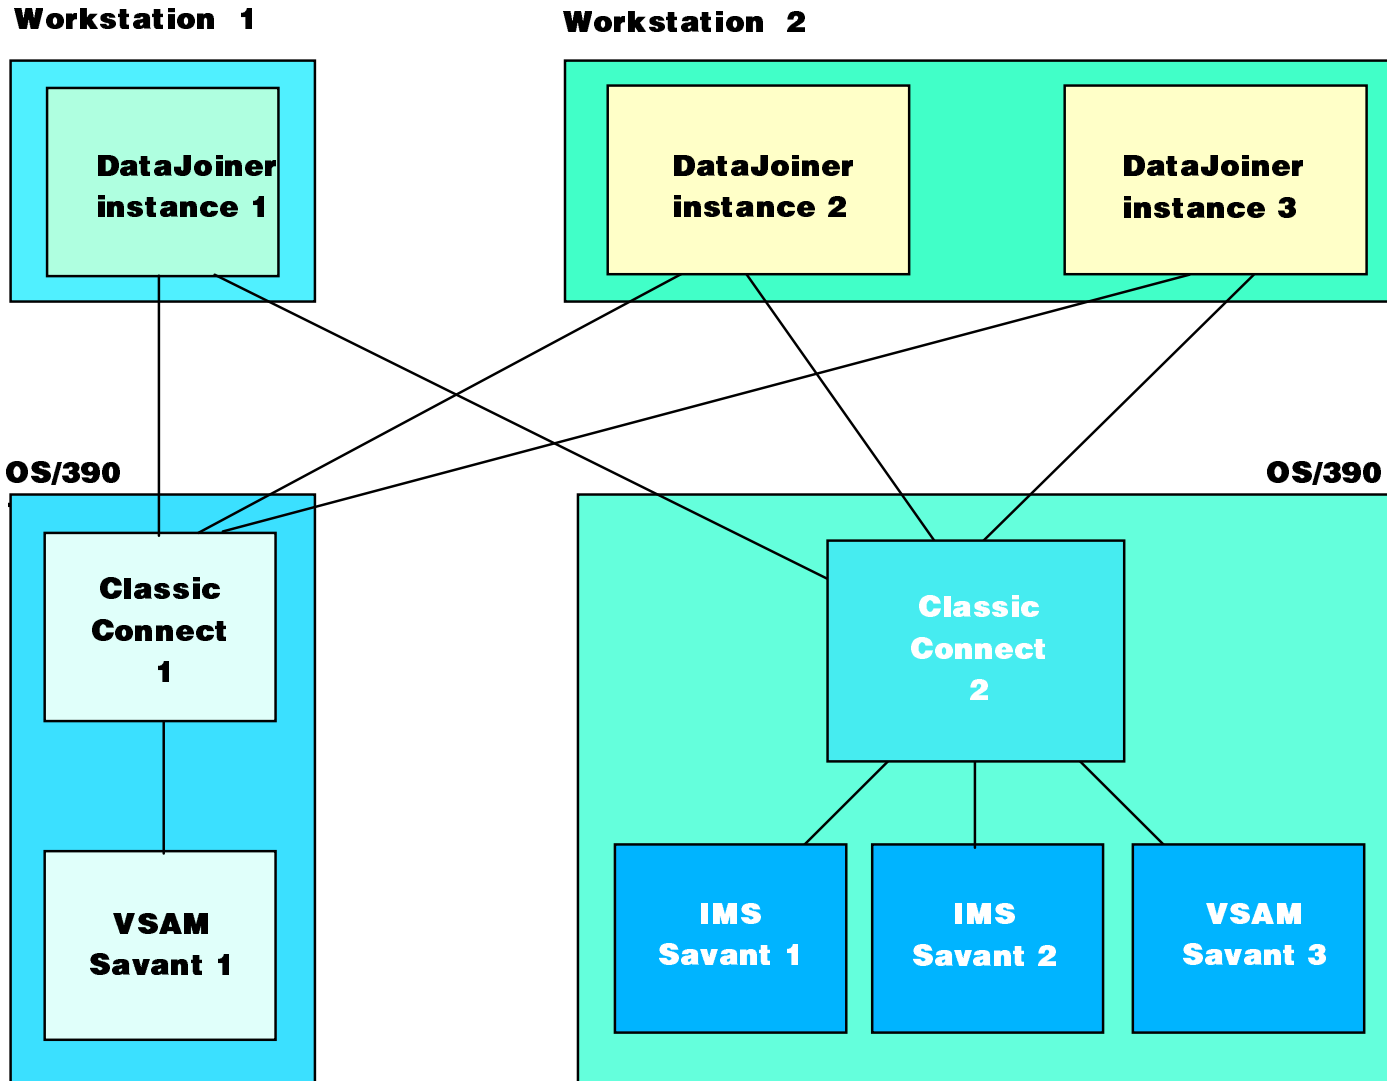 Workstation 1
Workstation 2
DataJoiner
instance 1
DataJoiner
instance 2
DataJoiner
instance 3
OS/390
OS/390
Classic
Connect
1
Classic
Connect
2
VSAM
Savant 1
IMS
Savant 1
IMS
Savant 2
VSAM
Savant 3